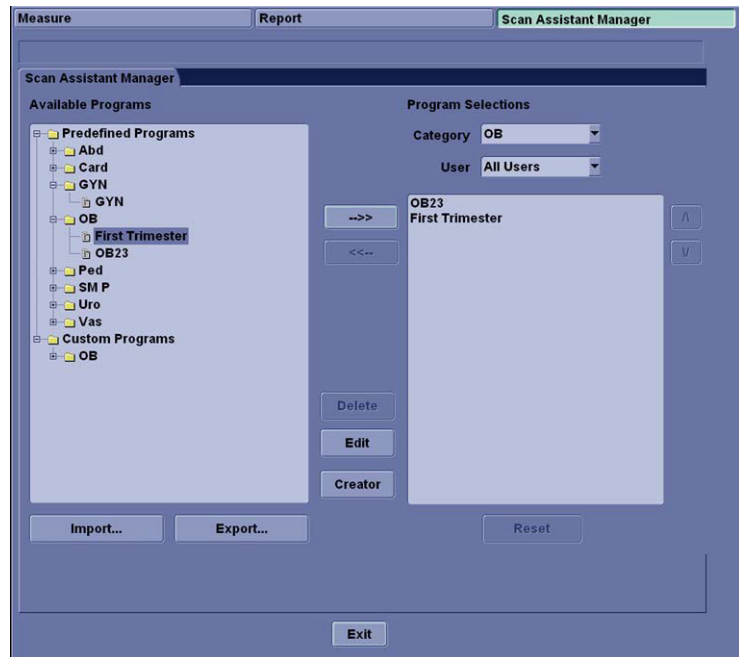 Measure
Report
Scan Assistant Manager
Scan Assistant Manager
Available Programs
Predefined Programs
Abd
Card
GYN
GYN
OB
First Trimester
OB23
Ped
SM P
Uro
Vas
Custom Programs
OB
-->>
<<--
Delete
Edit
Creator
Import...
Export...
Program Selections
Category OB
User All Users
OB23
First Trimester
/\
\/
Reset
Exit